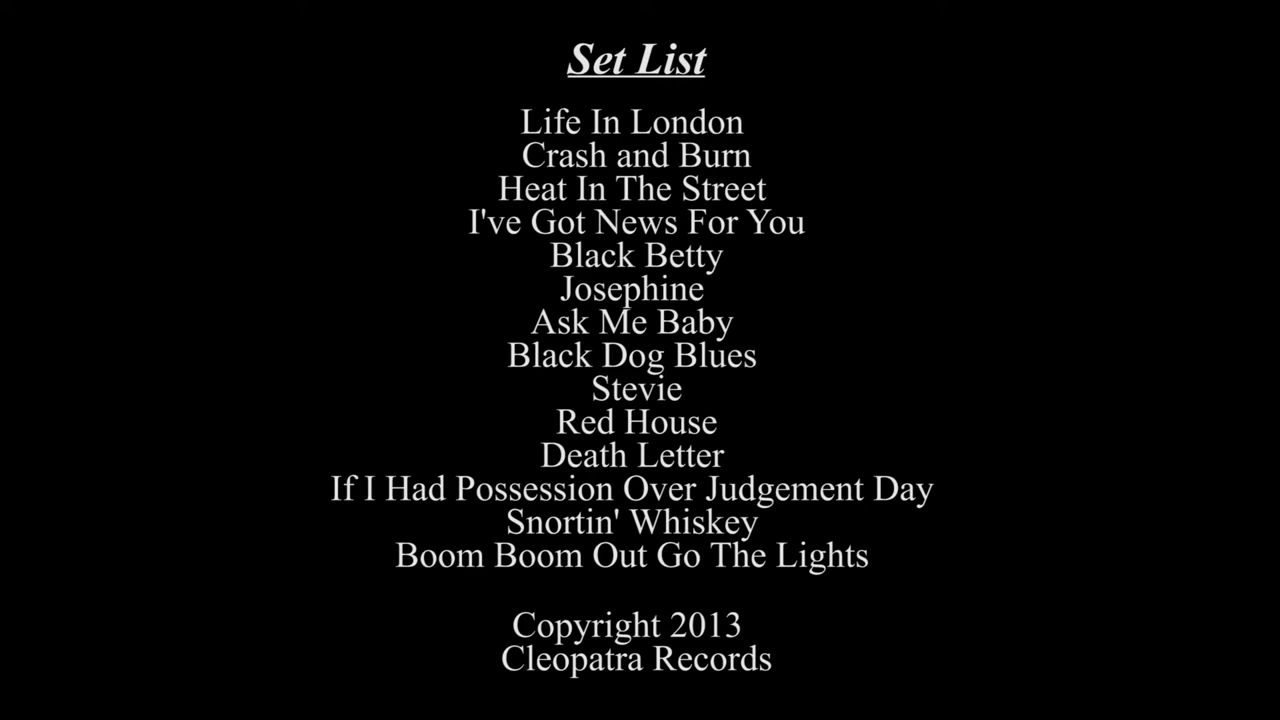 Set List
Life In London
Crash and Burn
Heat In The Street
I've Got News For You
Black Betty
Josephine
Ask Me Baby
Black Dog Blues
Stevie
Red House
Death Letter
If I Had Possession Over Judgement Day
Snortin' Whiskey
Boom Boom Out Go The Lights
Copyright 2013
Cleopatra Records